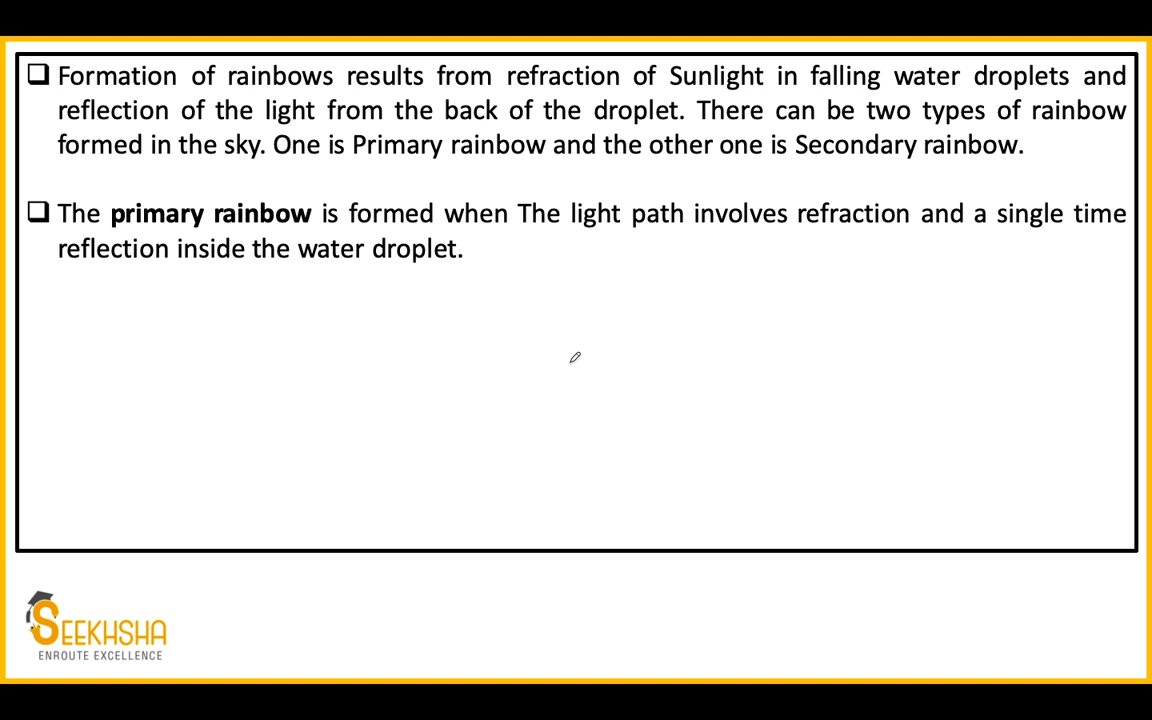 ❑ Formation of rainbows results from refraction of Sunlight in falling water droplets and
reflection of the light from the back of the droplet. There can be two types of rainbow
formed in the sky. One is Primary rainbow and the other one is Secondary rainbow.
❑ The primary rainbow is formed when The light path involves refraction and a single time
reflection inside the water droplet.
SEEKHSHA
ENROUTE EXCELLENCE